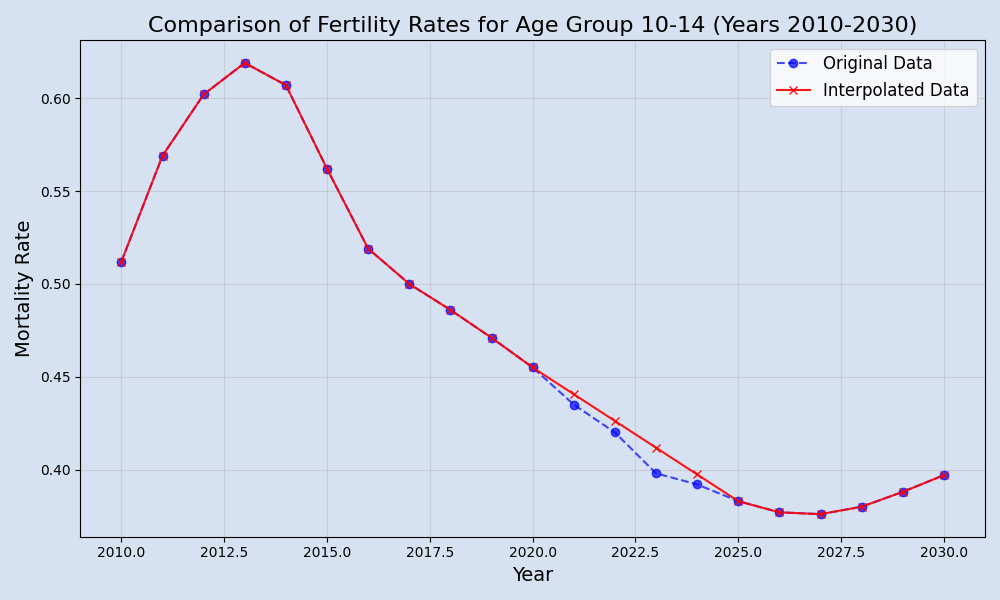 Comparison of Fertility Rates for Age Group 10-14 (Years 2010-2030)
Original Data
Interpolated Data
Mortality Rate
0.60
0.55
0.50
0.45
0.40
2010.0 2012.5 2015.0 2017.5 2020.0 2022.5 2025.0 2027.5 2030.0
Year